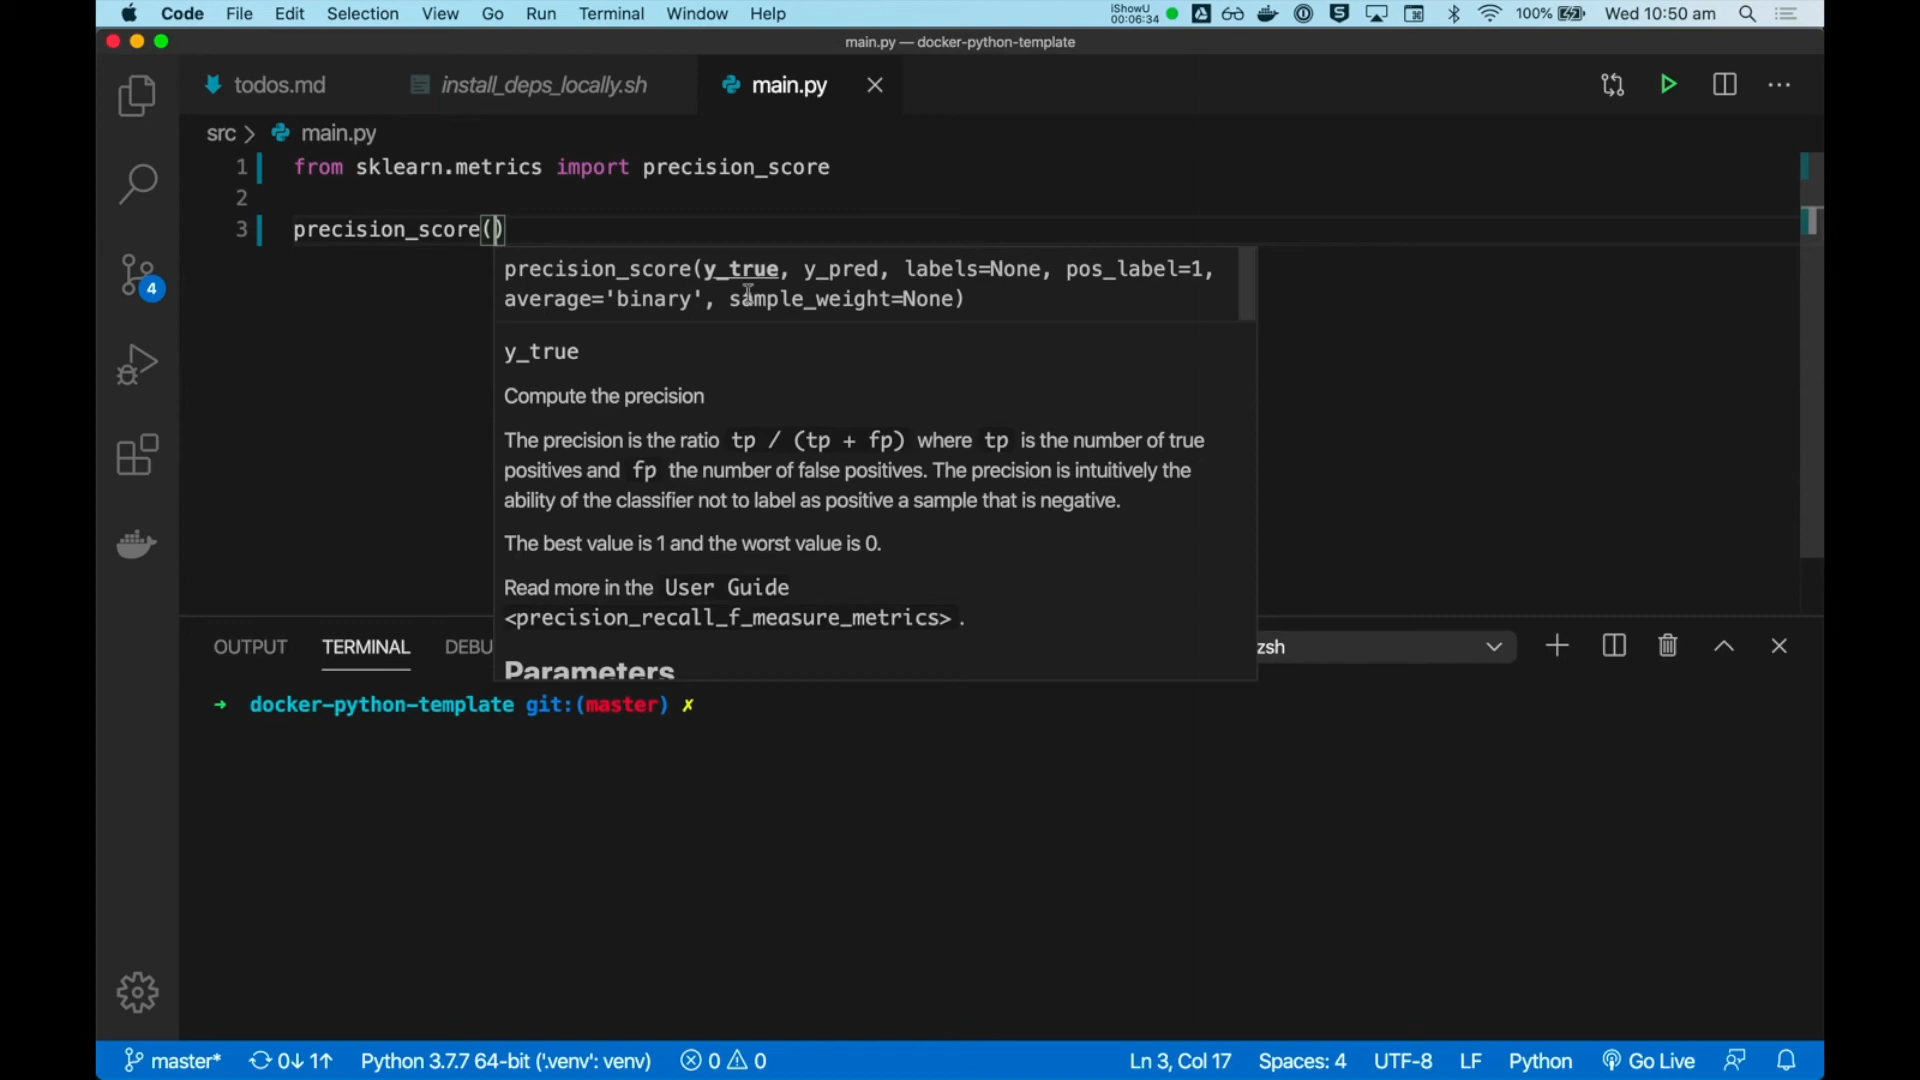 Code File Edit Selection View Go Run Terminal Window Help iShowU 00:06:34 100% Wed 10:50 am
main.py — docker-python-template
todos.md install_deps_locally.sh main.py
src > main.py
1 from sklearn.metrics import precision_score
2
3 precision_score()
precision_score(y_true, y_pred, labels=None, pos_label=1,
average='binary', sample_weight=None)
y_true
Compute the precision
The precision is the ratio tp / (tp + fp) where tp is the number of true
positives and fp the number of false positives. The precision is intuitively the
ability of the classifier not to label as positive a sample that is negative.
The best value is 1 and the worst value is 0.
Read more in the User Guide
<precision_recall_f_measure_metrics> .
Parameters
4
OUTPUT TERMINAL DEBU zsh
➜ docker-python-template git:(master) ✗
master* 0↓ 1↑ Python 3.7.7 64-bit ('.venv': venv) 0 0 Ln 3, Col 17 Spaces: 4 UTF-8 LF Python Go Live